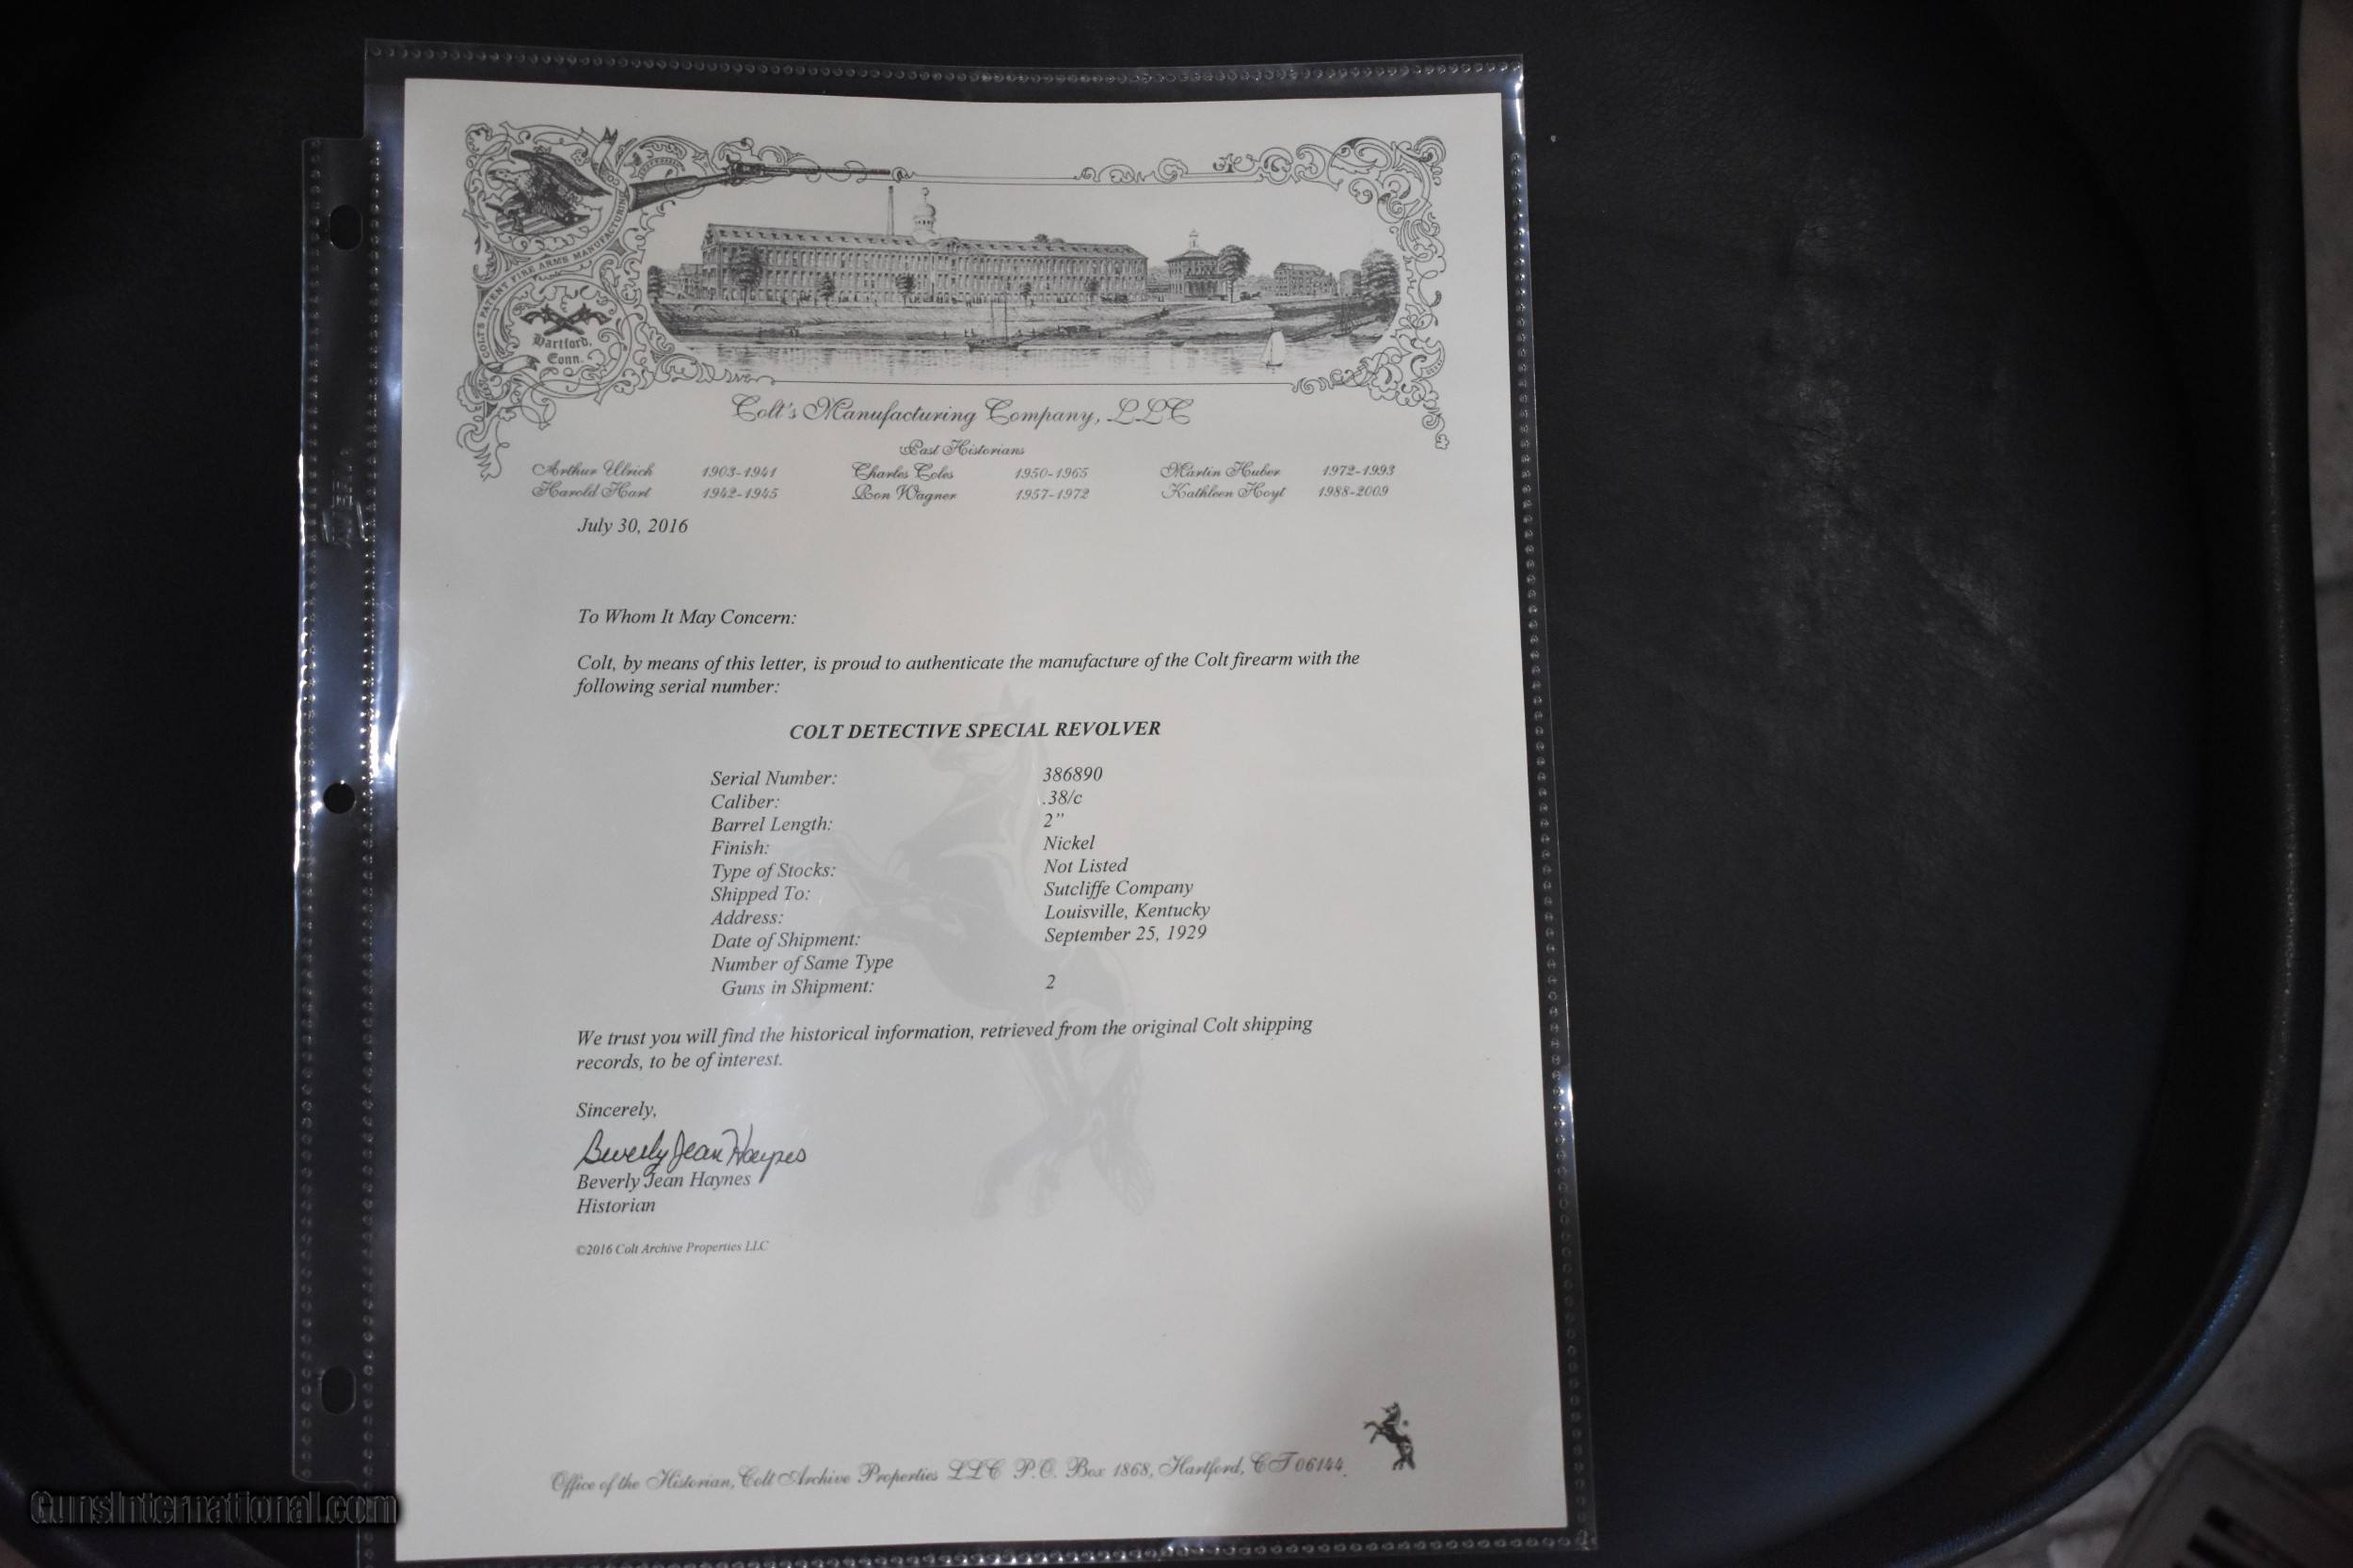 COLT'S PATENT FIRE ARMS MANUFACTURING
Hartford,
Conn.
Colt's Manufacturing Company, LLC
Past Historians
Arthur Ulrich 1903-1941 Charles Coles 1950-1965 Martin Huber 1972-1993
Harold Hart 1942-1945 Ron Wagner 1957-1972 Kathleen Hoyt 1988-2009
July 30, 2016
To Whom It May Concern:
Colt, by means of this letter, is proud to authenticate the manufacture of the Colt firearm with the
following serial number:
COLT DETECTIVE SPECIAL REVOLVER
Serial Number: 386890
Caliber: .38/c
Barrel Length: 2”
Finish: Nickel
Type of Stocks: Not Listed
Shipped To: Sutcliffe Company
Address: Louisville, Kentucky
Date of Shipment: September 25, 1929
Number of Same Type
Guns in Shipment: 2
We trust you will find the historical information, retrieved from the original Colt shipping
records, to be of interest.
Sincerely,
Beverly Jean Haynes
Beverly Jean Haynes
Historian
©2016 Colt Archive Properties LLC
Office of the Historian, Colt Archive Properties LLC P.O. Box 1868, Hartford, CT 06144
GunsInternational.com